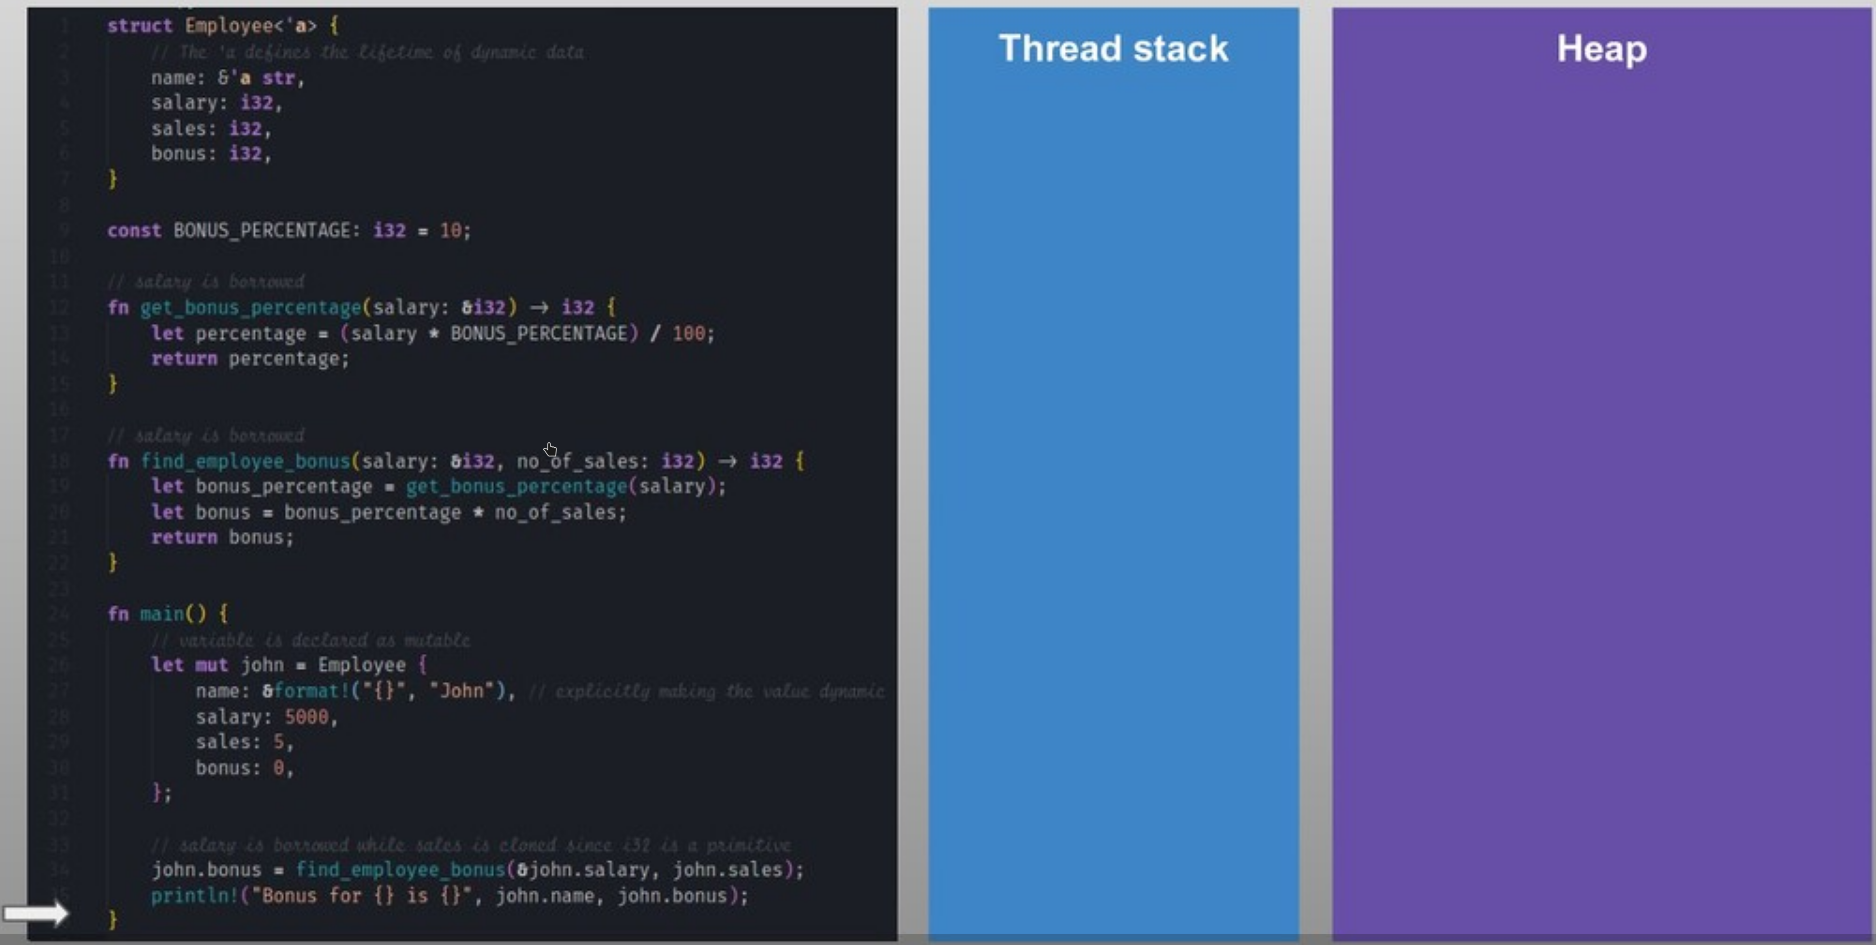 1 struct Employee<'a> {
2 // The 'a defines the lifetime of dynamic data
3 name: &'a str,
4 salary: i32,
5 sales: i32,
6 bonus: i32,
7 }
8
9 const BONUS_PERCENTAGE: i32 = 10;
10
11 // salary is borrowed
12 fn get_bonus_percentage(salary: &i32) → i32 {
13 let percentage = (salary * BONUS_PERCENTAGE) / 100;
14 return percentage;
15 }
16
17 // salary is borrowed
18 fn find_employee_bonus(salary: &i32, no_of_sales: i32) → i32 {
19 let bonus_percentage = get_bonus_percentage(salary);
20 let bonus = bonus_percentage * no_of_sales;
21 return bonus;
22 }
23
24 fn main() {
25 // variable is declared as mutable
26 let mut john = Employee {
27 name: &format!("{}", "John"), // explicitly making the value dynamic
28 salary: 5000,
29 sales: 5,
30 bonus: 0,
31 };
32
33 // salary is borrowed while sales is cloned since i32 is a primitive
34 john.bonus = find_employee_bonus(&john.salary, john.sales);
35 println!("Bonus for {} is {}", john.name, john.bonus);
}
Thread stack
Heap